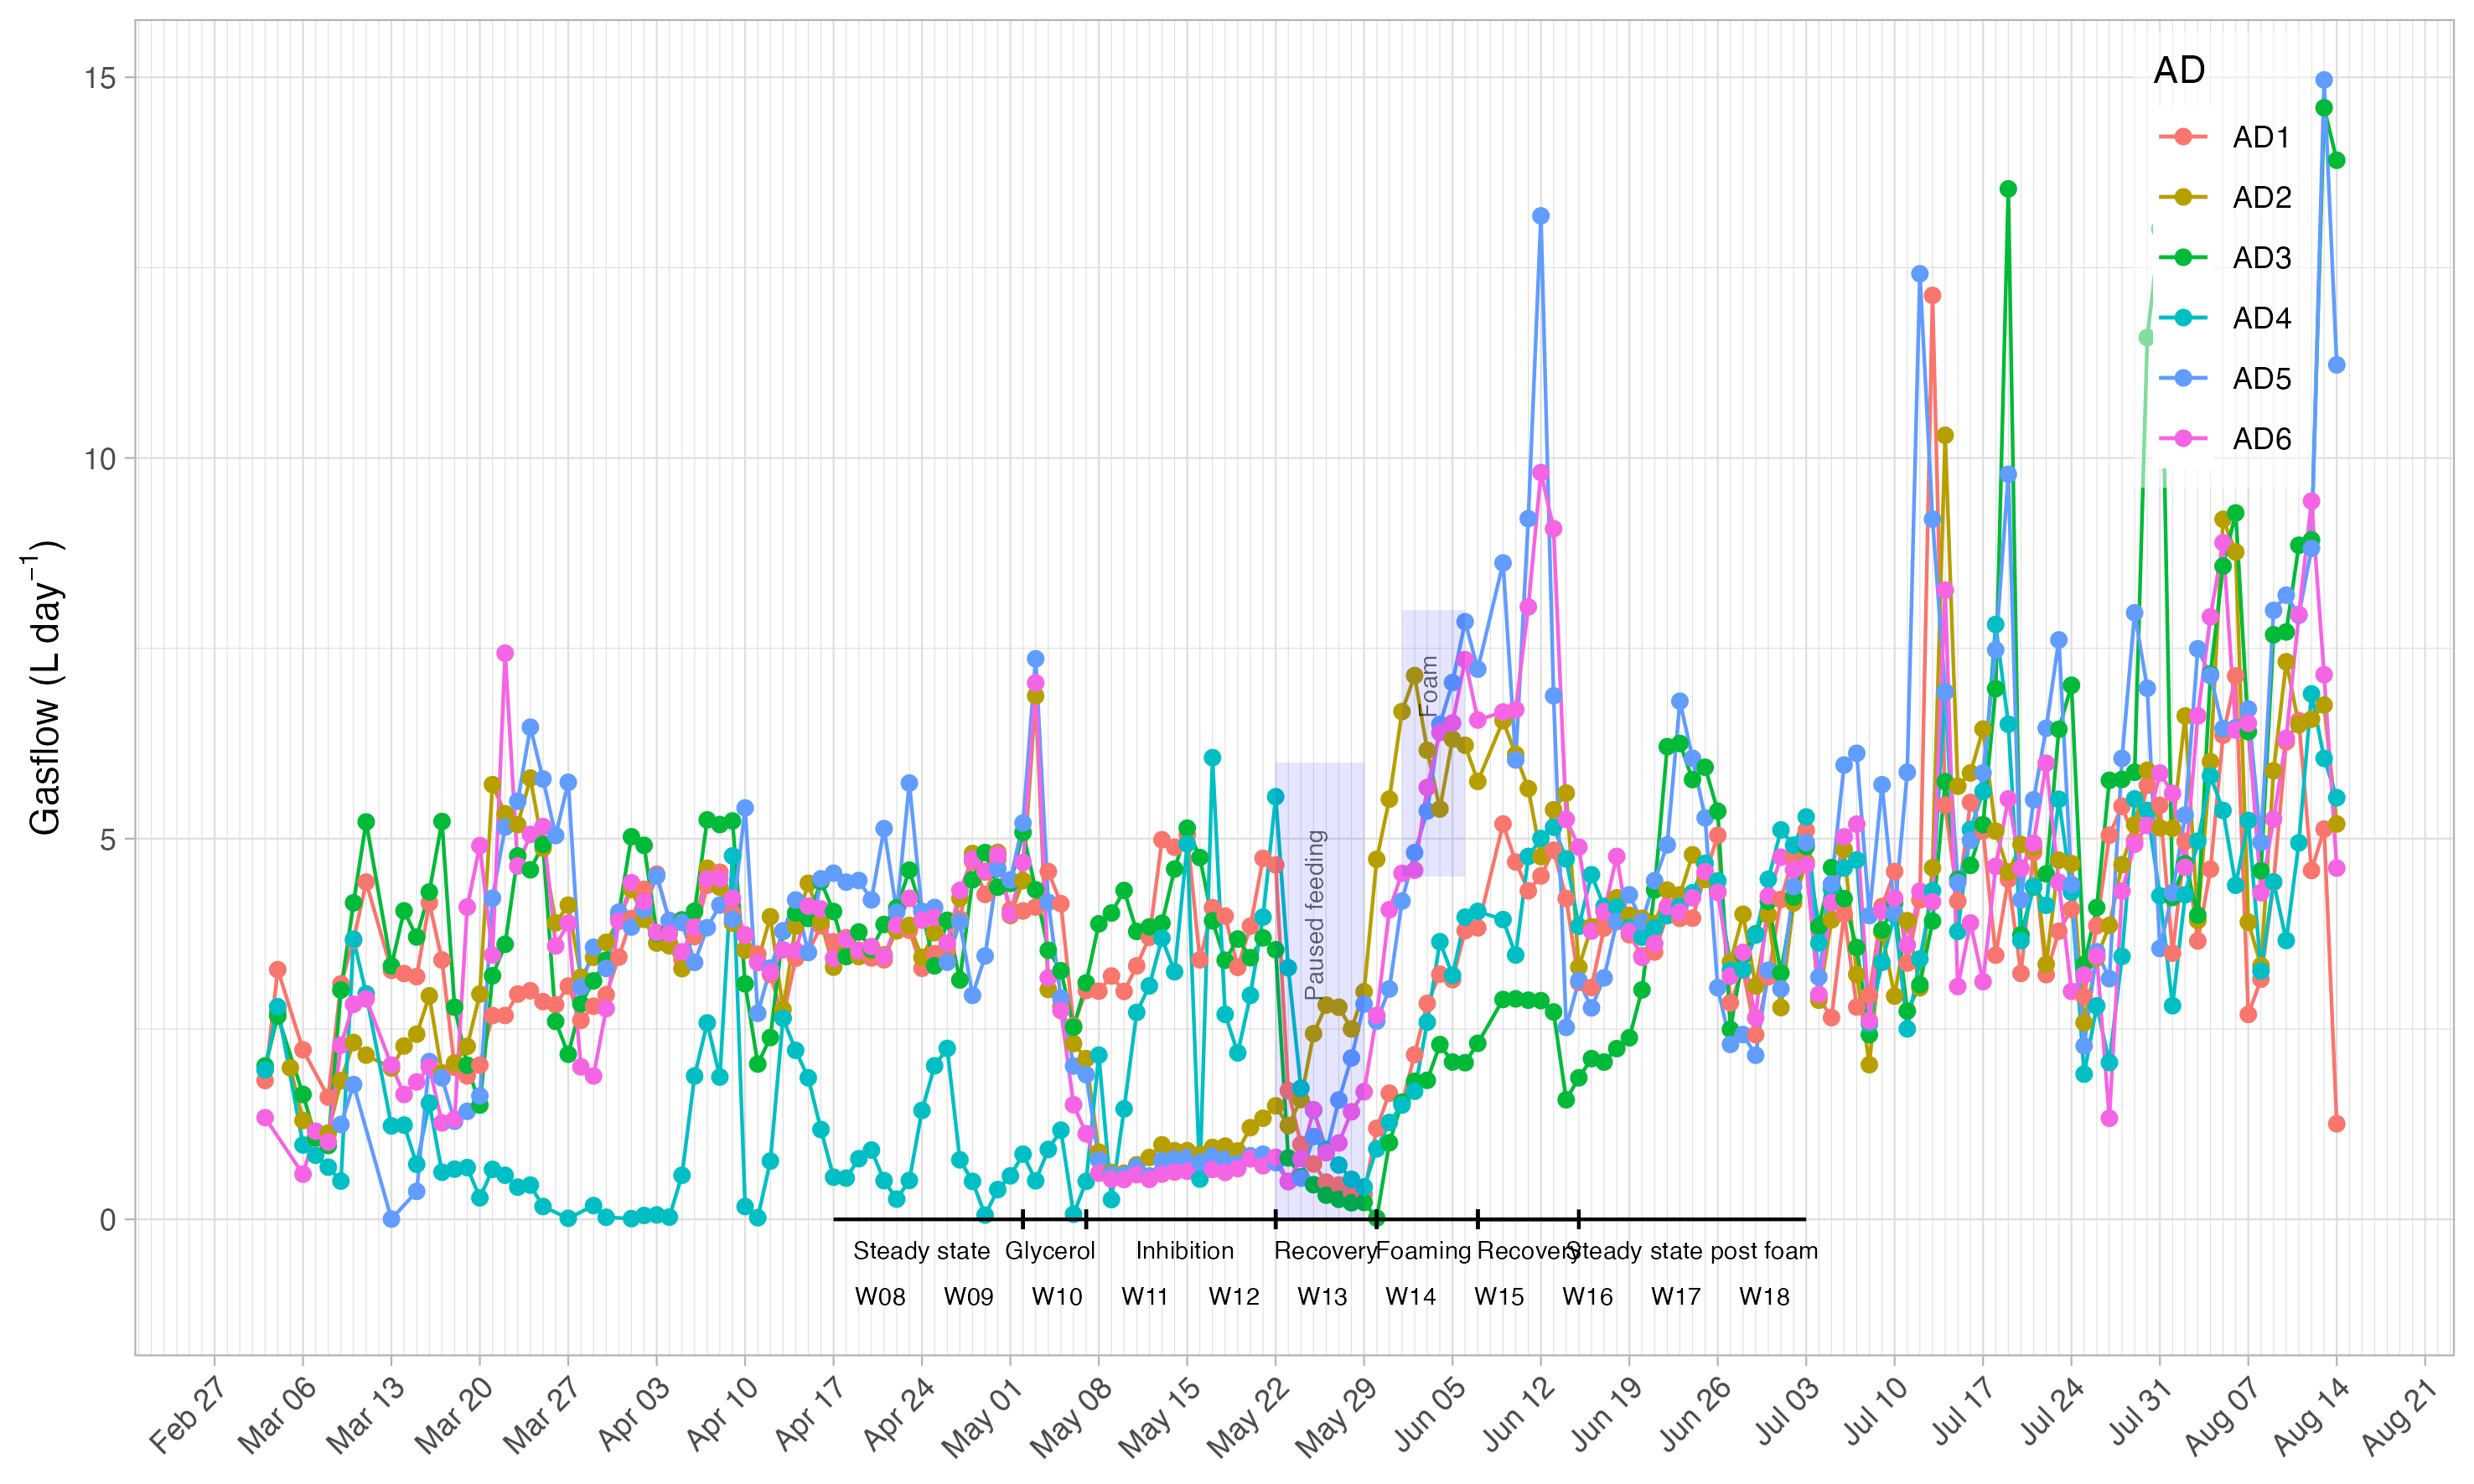 15
10
5
0
Gasflow (L day⁻¹)
AD
AD1
AD2
AD3
AD4
AD5
AD6
Foam
Paused feeding
Steady state Glycerol Inhibition Recovery Foaming Recovery Steady state post foam
W08 W09 W10 W11 W12 W13 W14 W15 W16 W17 W18
Feb 27 Mar 06 Mar 13 Mar 20 Mar 27 Apr 03 Apr 10 Apr 17 Apr 24 May 01 May 08 May 15 May 22 May 29 Jun 05 Jun 12 Jun 19 Jun 26 Jul 03 Jul 10 Jul 17 Jul 24 Jul 31 Aug 07 Aug 14 Aug 21